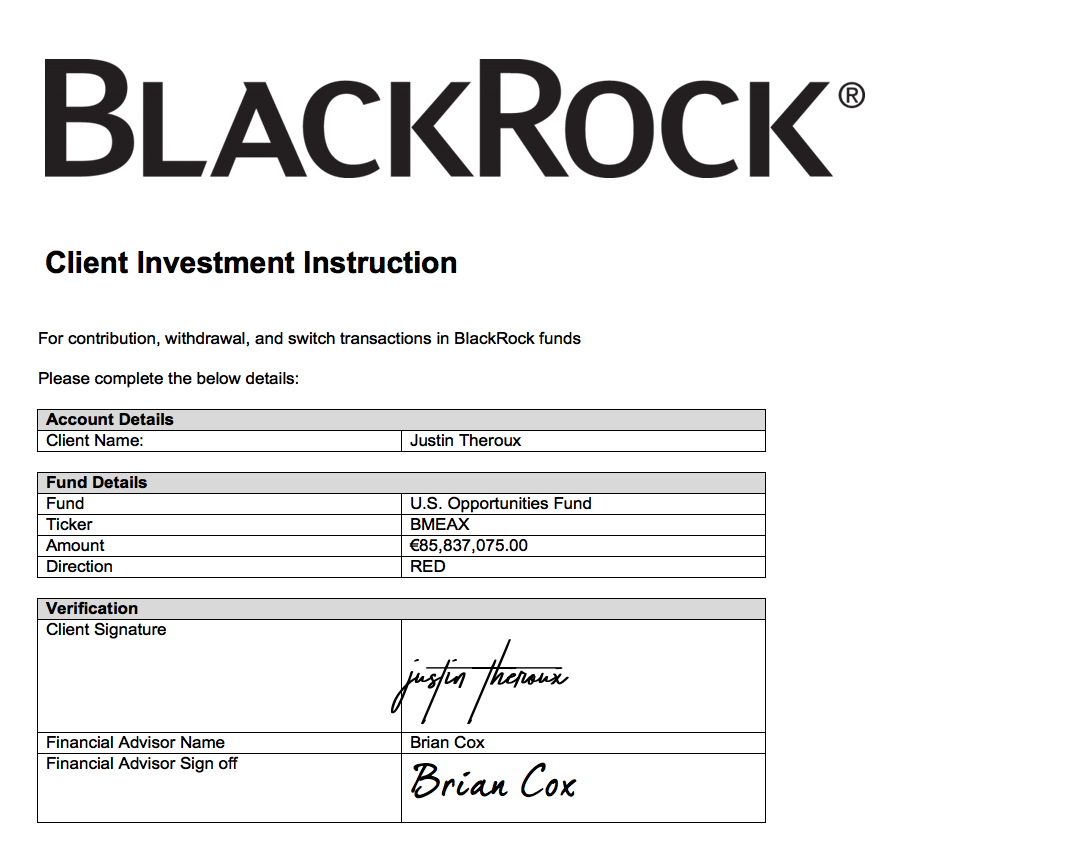 BLACKROCK®
Client Investment Instruction
For contribution, withdrawal, and switch transactions in BlackRock funds
Please complete the below details:
Account Details
Client Name: Justin Theroux
Fund Details
Fund U.S. Opportunities Fund
Ticker BMEAX
Amount €85,837,075.00
Direction RED
Verification
Client Signature justin theroux
Financial Advisor Name Brian Cox
Financial Advisor Sign off Brian Cox